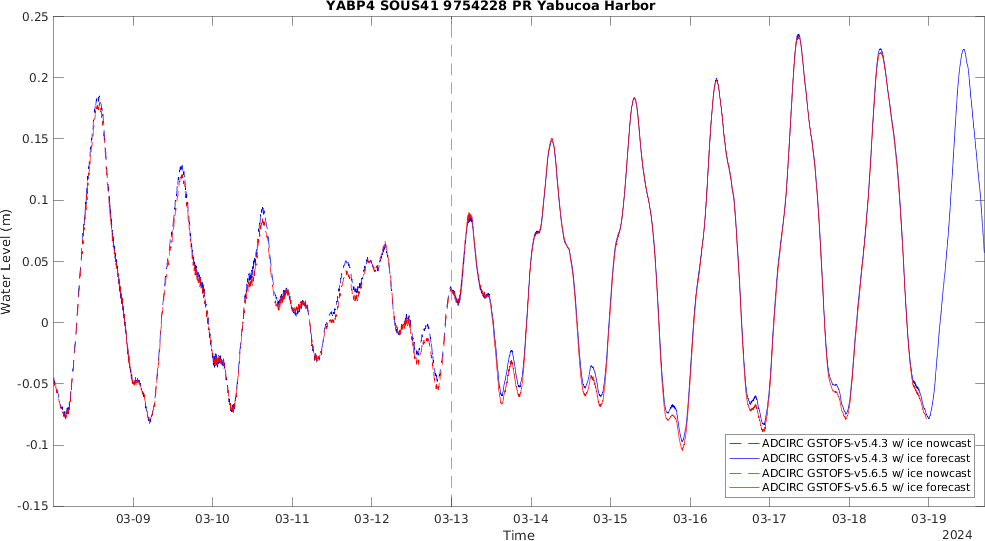 YABP4 SOUS41 9754228 PR Yabucoa Harbor
0.25
0.2
0.15
0.1
0.05
0
-0.05
-0.1
-0.15
Water Level (m)
03-09 03-10 03-11 03-12 03-13 03-14 03-15 03-16 03-17 03-18 03-19
2024
Time
ADCIRC GSTOFS-v5.4.3 w/ ice nowcast
ADCIRC GSTOFS-v5.4.3 w/ ice forecast
ADCIRC GSTOFS-v5.6.5 w/ ice nowcast
ADCIRC GSTOFS-v5.6.5 w/ ice forecast